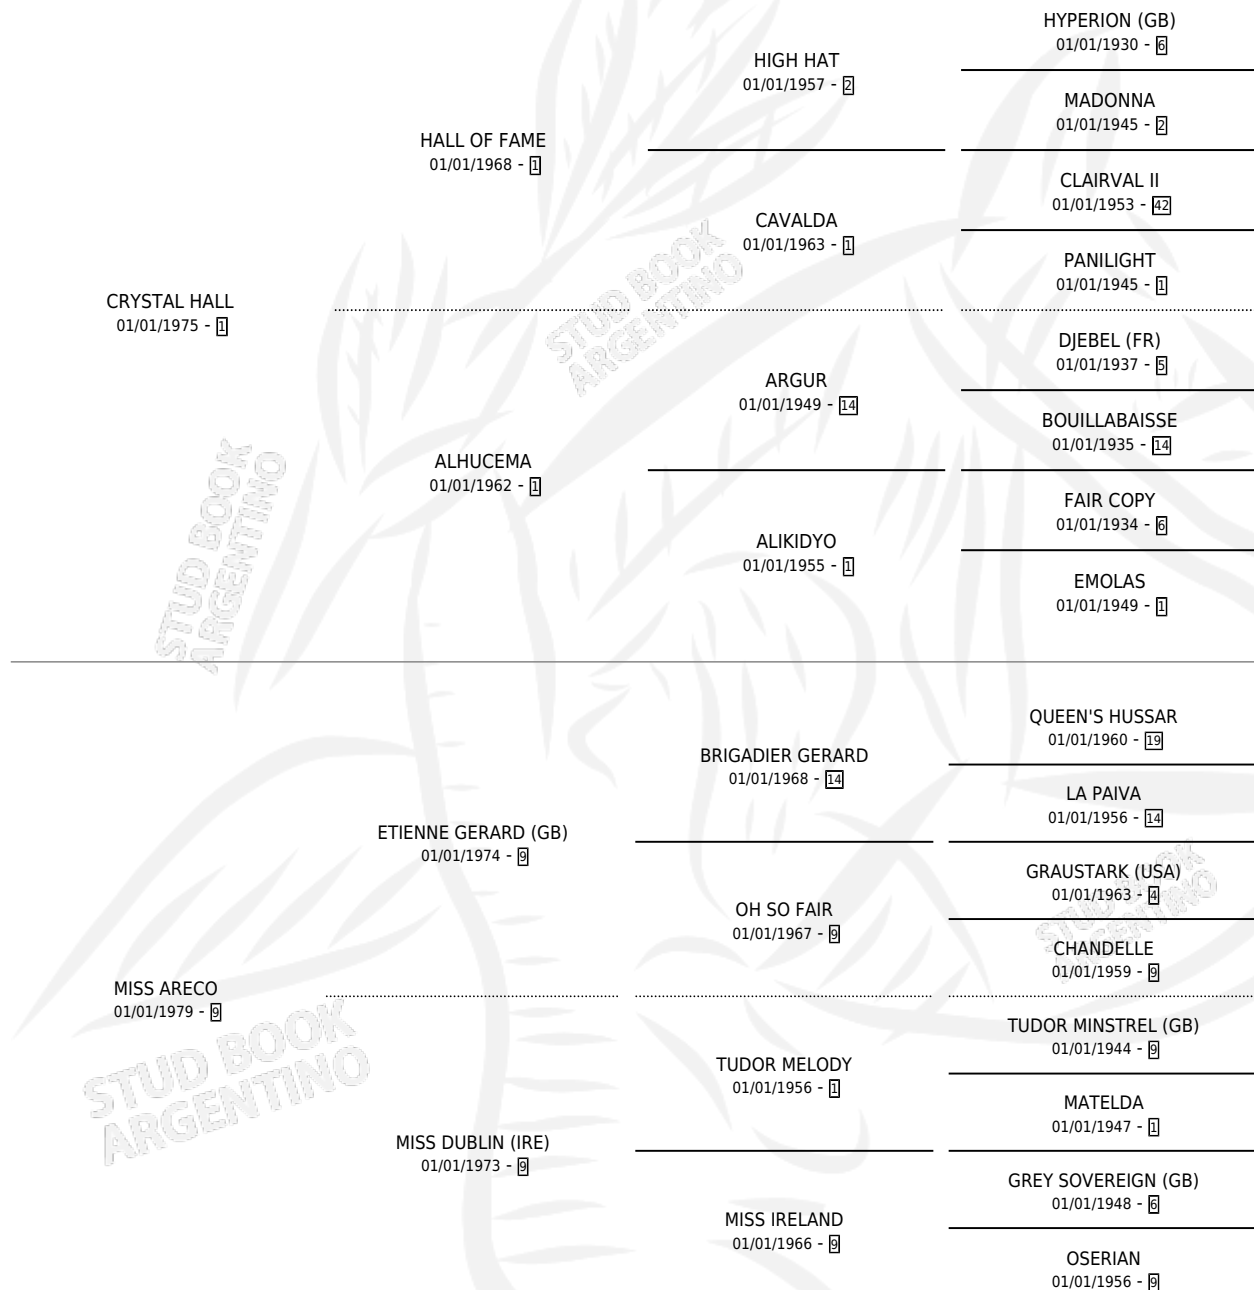 HYPERION (GB)
01/01/1930 - 6
HIGH HAT
01/01/1957 - 2
MADONNA
01/01/1945 - 2
HALL OF FAME
01/01/1968 - 1
CLAIRVAL II
01/01/1953 - 42
CAVALDA
01/01/1963 - 1
PANILIGHT
01/01/1945 - 1
CRYSTAL HALL
01/01/1975 - 1
DJEBEL (FR)
01/01/1937 - 5
ARGUR
01/01/1949 - 14
BOUILLABAISSE
01/01/1935 - 14
ALHUCEMA
01/01/1962 - 1
FAIR COPY
01/01/1934 - 6
ALIKIDYO
01/01/1955 - 1
EMOLAS
01/01/1949 - 1
STUD BOOK
ARGENTINO
STUD BOOK
ARGENTINO
QUEEN'S HUSSAR
01/01/1960 - 19
BRIGADIER GERARD
01/01/1968 - 14
LA PAIVA
01/01/1956 - 14
ETIENNE GERARD (GB)
01/01/1974 - 9
GRAUSTARK (USA)
01/01/1963 - 4
OH SO FAIR
01/01/1967 - 9
CHANDELLE
01/01/1959 - 9
MISS ARECO
01/01/1979 - 9
TUDOR MINSTREL (GB)
01/01/1944 - 9
TUDOR MELODY
01/01/1956 - 1
MATELDA
01/01/1947 - 1
MISS DUBLIN (IRE)
01/01/1973 - 9
GREY SOVEREIGN (GB)
01/01/1948 - 6
MISS IRELAND
01/01/1966 - 9
OSERIAN
01/01/1956 - 9
STUD BOOK
ARGENTINO
STUD BOOK
ARGENTINO